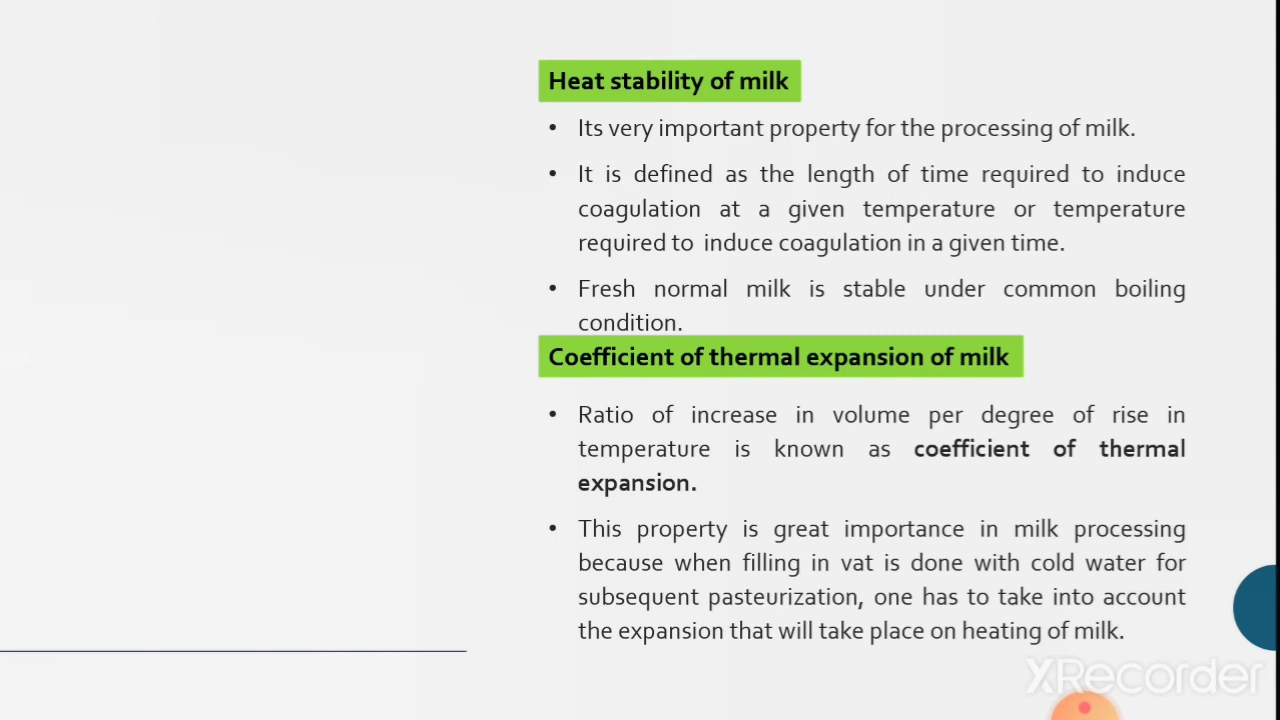 Heat stability of milk
• Its very important property for the processing of milk.
• It is defined as the length of time required to induce
coagulation at a given temperature or temperature
required to induce coagulation in a given time.
• Fresh normal milk is stable under common boiling
condition.
Coefficient of thermal expansion of milk
• Ratio of increase in volume per degree of rise in
temperature is known as coefficient of thermal
expansion.
• This property is great importance in milk processing
because when filling in vat is done with cold water for
subsequent pasteurization, one has to take into account
the expansion that will take place on heating of milk.
XRecorder